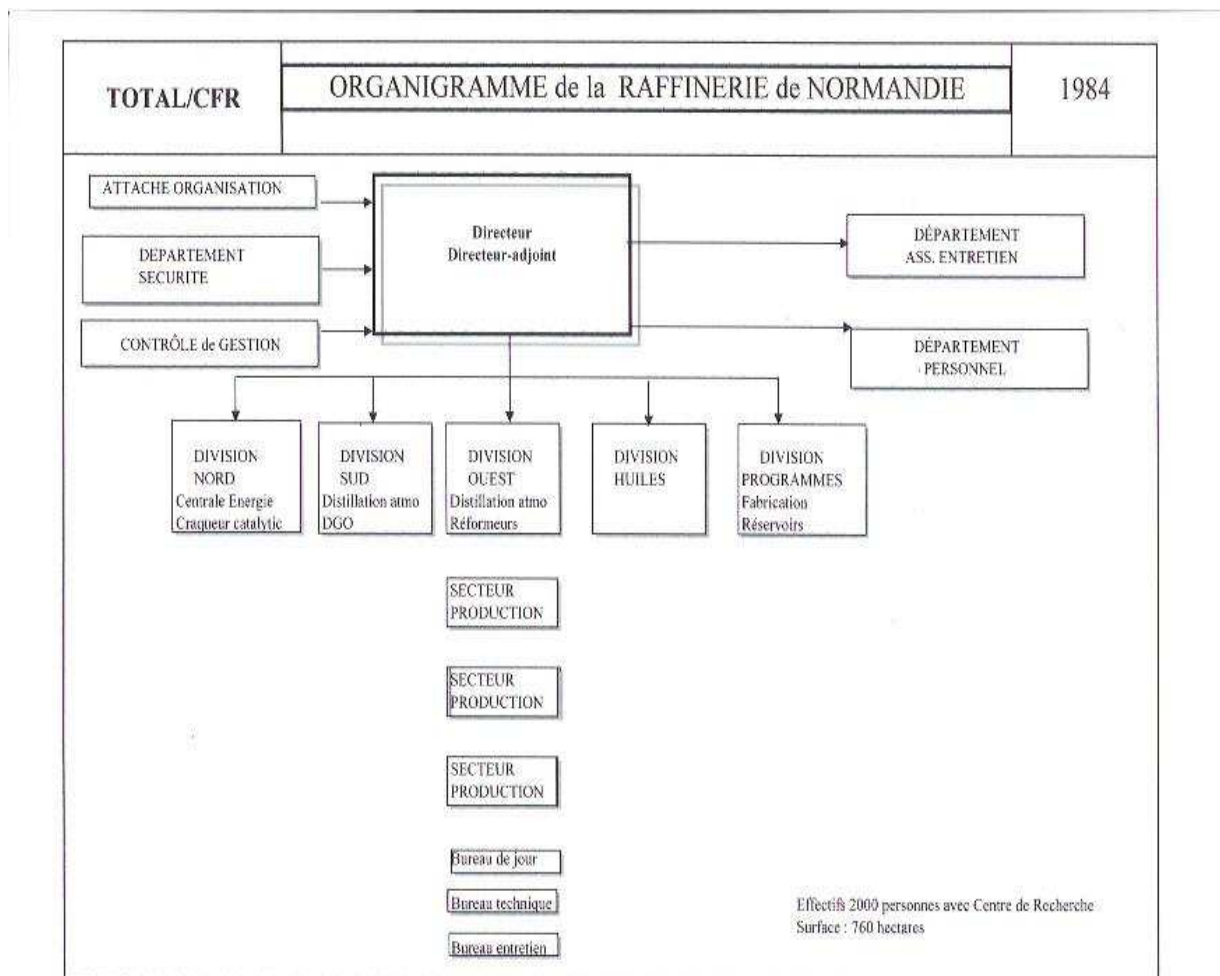 TOTAL/CFR
ORGANIGRAMME de la RAFFINERIE de NORMANDIE
1984
ATTACHE ORGANISATION
DEPARTEMENT
SECURITE
CONTRÔLE de GESTION
Directeur
Directeur-adjoint
DÉPARTEMENT
ASS. ENTRETIEN
DÉPARTEMENT
PERSONNEL
DIVISION
NORD
Centrale Energie
Craqueur catalytic
DIVISION
SUD
Distillation atmo
DGO
DIVISION
OUEST
Distillation atmo
Réformeurs
DIVISION
HUILES
DIVISION
PROGRAMMES
Fabrication
Réservoirs
SECTEUR
PRODUCTION
SECTEUR
PRODUCTION
SECTEUR
PRODUCTION
Bureau de jour
Bureau technique
Bureau entretien
Effectifs 2000 personnes avec Centre de Recherche
Surface : 760 hectares